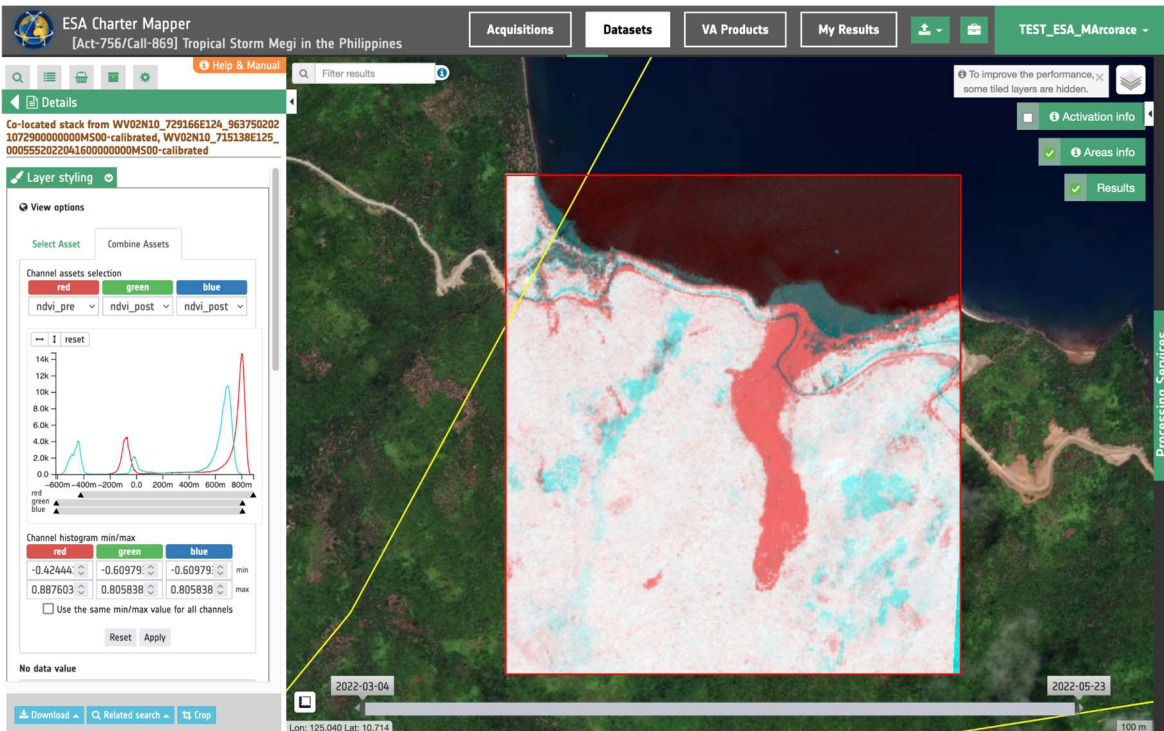 ESA Charter Mapper
[Act-756/Call-869] Tropical Storm Megi in the Philippines
Acquisitions
Datasets
VA Products
My Results
TEST_ESA_MArcorace
Help & Manual
Details
Co-located stack from WV02N10_729166E124_963750202
1072900000000MS00-calibrated, WV02N10_715138E125_
0005552022041600000000MS00-calibrated
Layer styling
View options
Select Asset
Combine Assets
Channel assets selection
red green blue
ndvi_pre ndvi_post ndvi_post
reset
14k
12k
10k
8.0k
6.0k
4.0k
2.0k
0.0
-600m -400m -200m 0.0 200m 400m 600m 800m
red
green
blue
Channel histogram min/max
red green blue
-0.42444 -0.60979 -0.60979 min
0.887603 0.805838 0.805838 max
Use the same min/max value for all channels
Reset Apply
No data value
Download
Related search
Crop
Filter results
To improve the performance,
some tiled layers are hidden.
Activation info
Areas info
Results
Processing Services
2022-03-04
2022-05-23
Lon: 125.040 Lat: 10.714
100 m